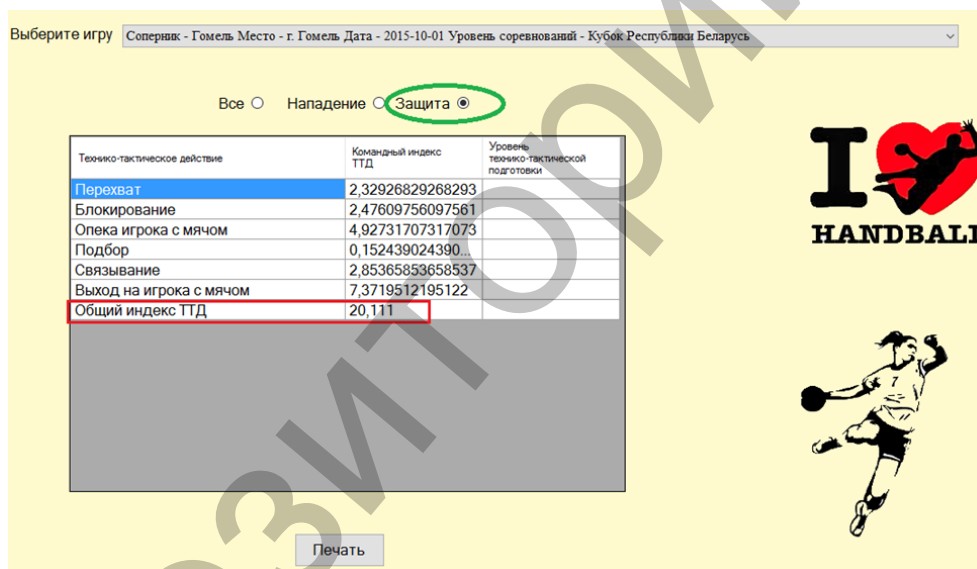 Выберите игру Соперник - Гомель Место - г. Гомель Дата - 2015-10-01 Уровень соревнований - Кубок Республики Беларусь
Все Нападение Защита
Технико-тактическое действие Командный индекс ТТД Уровень технико-тактической подготовки
Перехват 2,32926829268293
Блокирование 2,47609756097561
Опека игрока с мячом 4,92731707317073
Подбор 0,152439024390...
Связывание 2,85365853658537
Выход на игрока с мячом 7,3719512195122
Общий индекс ТТД 20,111
I
HANDBALL
7
Печать